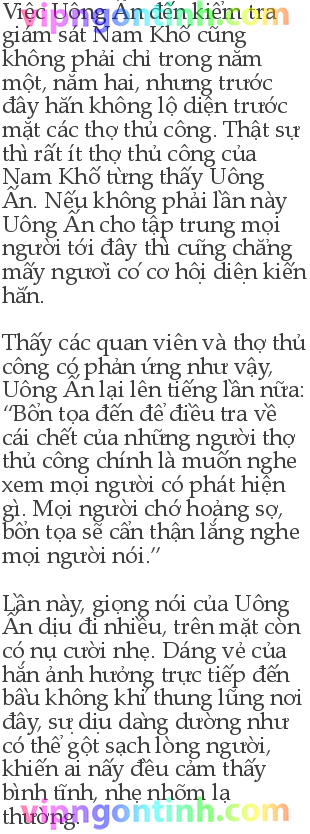 vipngontinh.com
Việc Uông Ấn đến kiểm tra
giám sát Nam Khố cũng
không phải chỉ trong năm
một, năm hai, nhưng trước
đây hắn không lộ diện trước
mặt các thợ thủ công. Thật sự
thì rất ít thợ thủ công của
Nam Khố từng thấy Uông
Ấn. Nếu không phải lần này
Uông Ấn cho tập trung mọi
người tới đây thì cũng chẳng
mấy người có cơ hội diện kiến
hắn.
Thấy các quan viên và thợ thủ
công có phản ứng như vậy,
Uông Ấn lại lên tiếng lần nữa:
“Bổn tọa đến để điều tra về
cái chết của những người thợ
thủ công chính là muốn nghe
xem mọi người có phát hiện
gì. Mọi người chớ hoảng sợ,
bổn tọa sẽ cẩn thận lắng nghe
mọi người nói.”
Lần này, giọng nói của Uông
Ấn dịu đi nhiều, trên mặt còn
có nụ cười nhẹ. Dáng vẻ của
hắn ảnh hưởng trực tiếp đến
bầu không khí thung lũng nơi
đây, sự dịu dàng dường như
có thể gột sạch lòng người,
khiến ai nấy đều cảm thấy
bình tĩnh, nhẹ nhõm lạ
thường.
vipngontinh.com